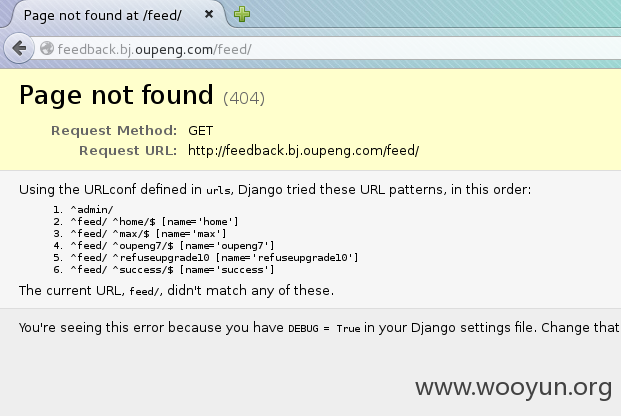 Page not found at /feed/
feedback.bj.oupeng.com/feed/
Page not found (404)
Request Method: GET
Request URL: http://feedback.bj.oupeng.com/feed/
Using the URLconf defined in urls, Django tried these URL patterns, in this order:
1. ^admin/
2. ^feed/ ^home/$ [name='home']
3. ^feed/ ^max/$ [name='max']
4. ^feed/ ^oupeng7/$ [name='oupeng7']
5. ^feed/ ^refuseupgrade10 [name='refuseupgrade10']
6. ^feed/ ^success/$ [name='success']
The current URL, feed/, didn't match any of these.
You're seeing this error because you have DEBUG = True in your Django settings file. Change that
www.wooyun.org